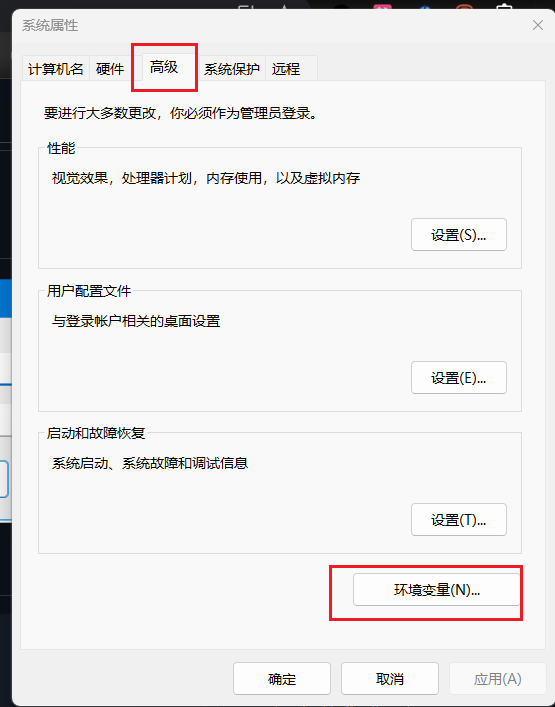 系统属性
计算机名 硬件 高级 系统保护 远程
要进行大多数更改，你必须作为管理员登录。
性能
视觉效果，处理器计划，内存使用，以及虚拟内存
设置(S)...
用户配置文件
与登录帐户相关的桌面设置
设置(E)...
启动和故障恢复
系统启动、系统故障和调试信息
设置(T)...
环境变量(N)...
确定 取消 应用(A)